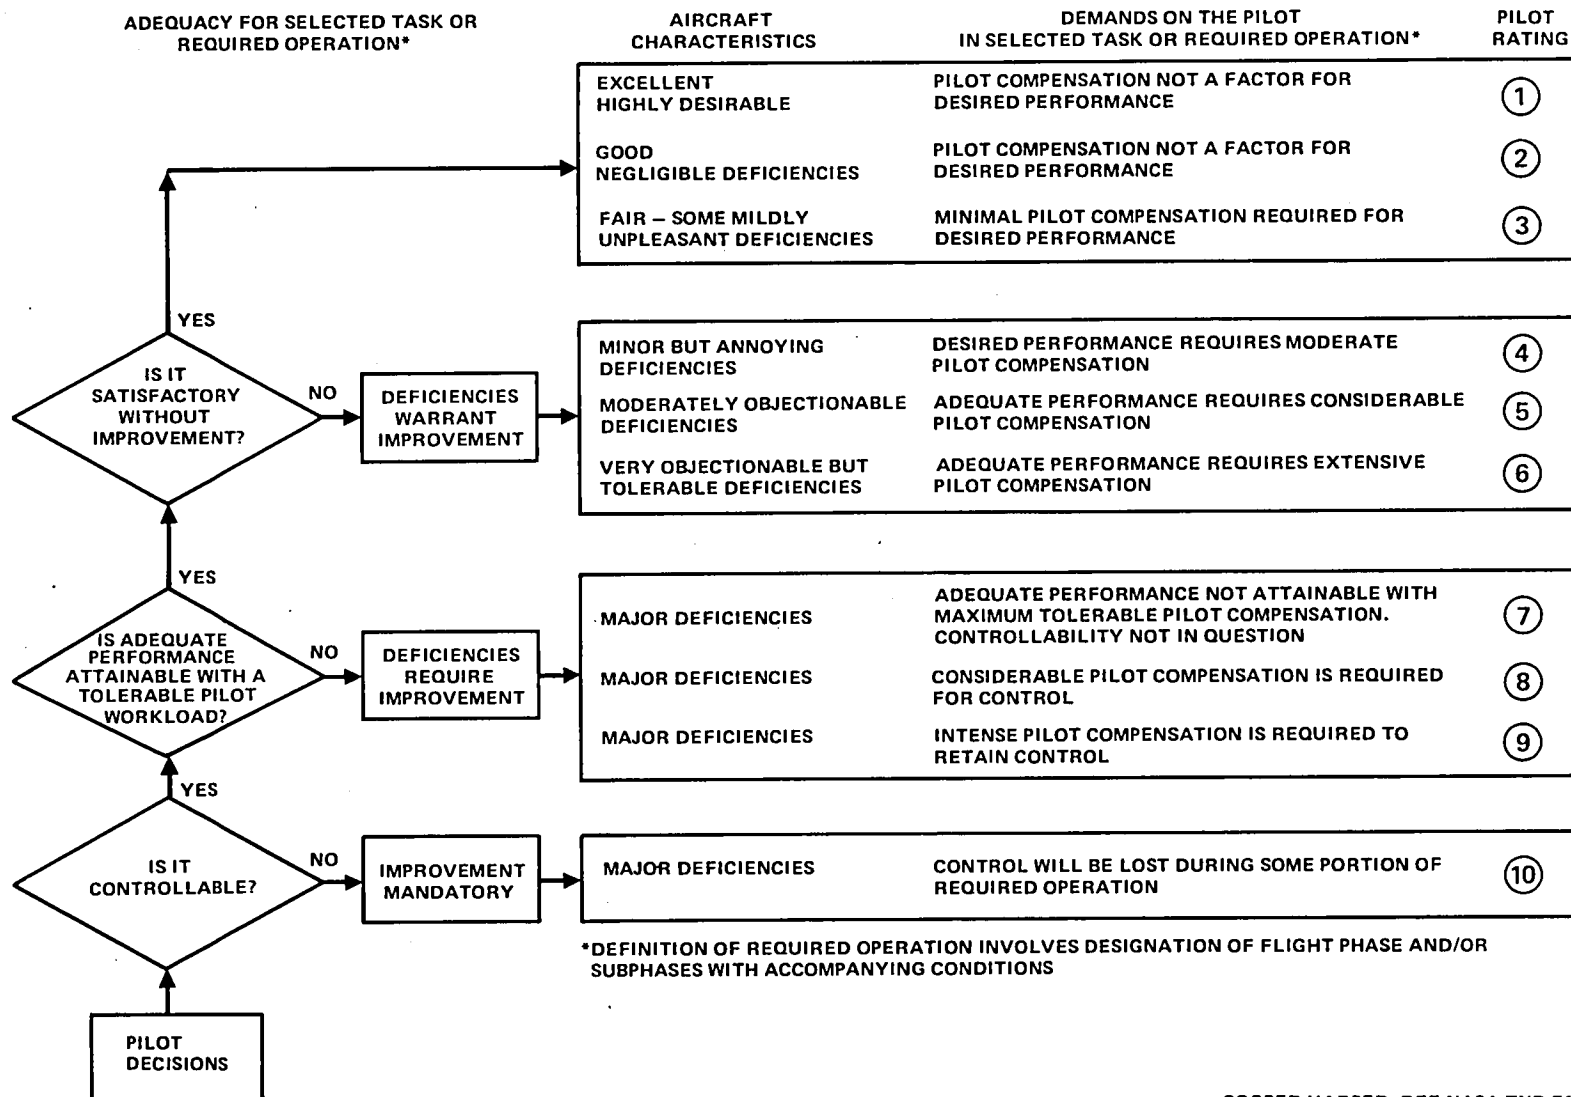 ADEQUACY FOR SELECTED TASK OR
REQUIRED OPERATION*
AIRCRAFT
CHARACTERISTICS
DEMANDS ON THE PILOT
IN SELECTED TASK OR REQUIRED OPERATION*
PILOT
RATING
EXCELLENT
HIGHLY DESIRABLE
PILOT COMPENSATION NOT A FACTOR FOR
DESIRED PERFORMANCE
1
GOOD
NEGLIGIBLE DEFICIENCIES
PILOT COMPENSATION NOT A FACTOR FOR
DESIRED PERFORMANCE
2
FAIR – SOME MILDLY
UNPLEASANT DEFICIENCIES
MINIMAL PILOT COMPENSATION REQUIRED FOR
DESIRED PERFORMANCE
3
YES
IS IT
SATISFACTORY
WITHOUT
IMPROVEMENT?
NO
DEFICIENCIES
WARRANT
IMPROVEMENT
MINOR BUT ANNOYING
DEFICIENCIES
DESIRED PERFORMANCE REQUIRES MODERATE
PILOT COMPENSATION
4
MODERATELY OBJECTIONABLE
DEFICIENCIES
ADEQUATE PERFORMANCE REQUIRES CONSIDERABLE
PILOT COMPENSATION
5
VERY OBJECTIONABLE BUT
TOLERABLE DEFICIENCIES
ADEQUATE PERFORMANCE REQUIRES EXTENSIVE
PILOT COMPENSATION
6
YES
IS ADEQUATE
PERFORMANCE
ATTAINABLE WITH A
TOLERABLE PILOT
WORKLOAD?
NO
DEFICIENCIES
REQUIRE
IMPROVEMENT
MAJOR DEFICIENCIES
ADEQUATE PERFORMANCE NOT ATTAINABLE WITH
MAXIMUM TOLERABLE PILOT COMPENSATION.
CONTROLLABILITY NOT IN QUESTION
7
MAJOR DEFICIENCIES
CONSIDERABLE PILOT COMPENSATION IS REQUIRED
FOR CONTROL
8
MAJOR DEFICIENCIES
INTENSE PILOT COMPENSATION IS REQUIRED TO
RETAIN CONTROL
9
YES
IS IT
CONTROLLABLE?
NO
IMPROVEMENT
MANDATORY
MAJOR DEFICIENCIES
CONTROL WILL BE LOST DURING SOME PORTION OF
REQUIRED OPERATION
10
*DEFINITION OF REQUIRED OPERATION INVOLVES DESIGNATION OF FLIGHT PHASE AND/OR
SUBPHASES WITH ACCOMPANYING CONDITIONS
PILOT
DECISIONS